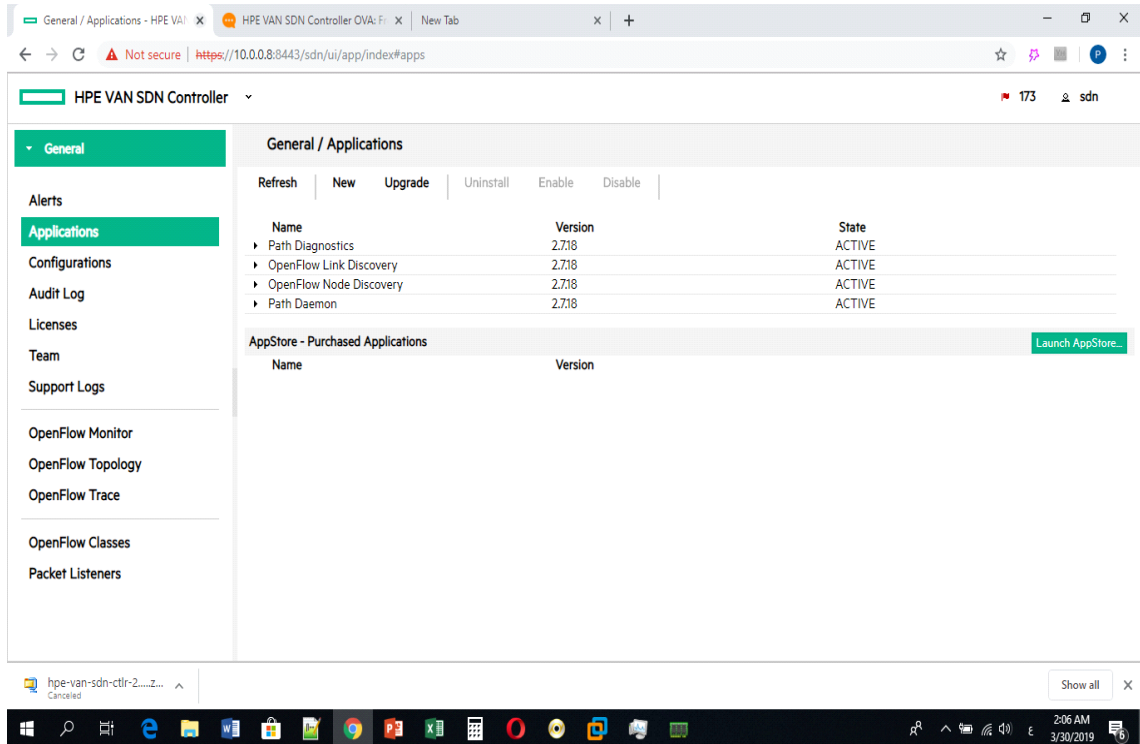 General / Applications - HPE VAN
HPE VAN SDN Controller OVA: Fr
New Tab
Not secure | https://10.0.0.8:8443/sdn/ui/app/index#apps
P
HPE VAN SDN Controller
173
sdn
General
General / Applications
Refresh New Upgrade Uninstall Enable Disable
Alerts
Applications
Configurations
Audit Log
Licenses
Team
Support Logs
OpenFlow Monitor
OpenFlow Topology
OpenFlow Trace
OpenFlow Classes
Packet Listeners
Name Version State
Path Diagnostics 2.7.18 ACTIVE
OpenFlow Link Discovery 2.7.18 ACTIVE
OpenFlow Node Discovery 2.7.18 ACTIVE
Path Daemon 2.7.18 ACTIVE
AppStore - Purchased Applications
Launch AppStore...
Name Version
hpe-van-sdn-ctlr-2.....z...
Canceled
Show all
ع
2:06 AM
3/30/2019
6